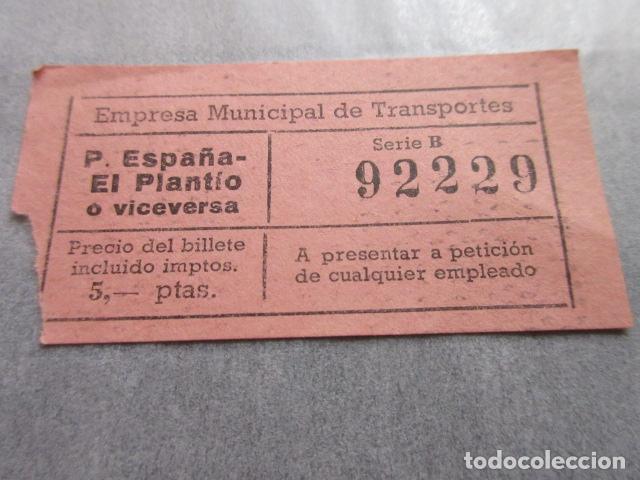 Empresa Municipal de Transportes
P. España-
El Plantío
o viceversa
Serie B
92229
Precio del billete
incluido imptos.
5,— ptas.
A presentar a petición
de cualquier empleado
todocoleccion.net